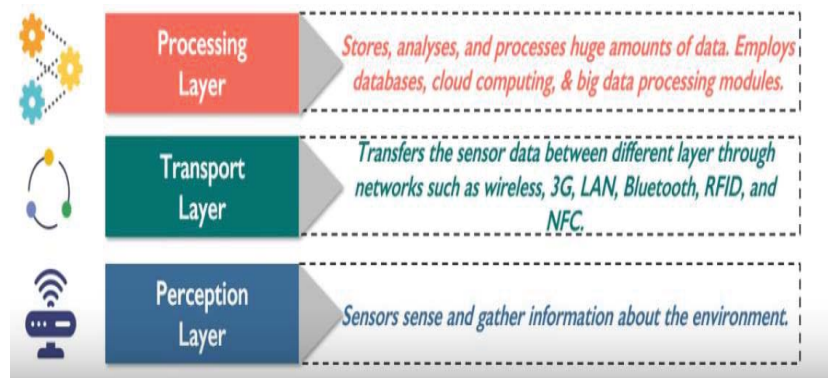 Processing
Layer
Stores, analyses, and processes huge amounts of data. Employs
databases, cloud computing, & big data processing modules.
Transport
Layer
Transfers the sensor data between different layer through
networks such as wireless, 3G, LAN, Bluetooth, RFID, and
NFC.
Perception
Layer
Sensors sense and gather information about the environment.